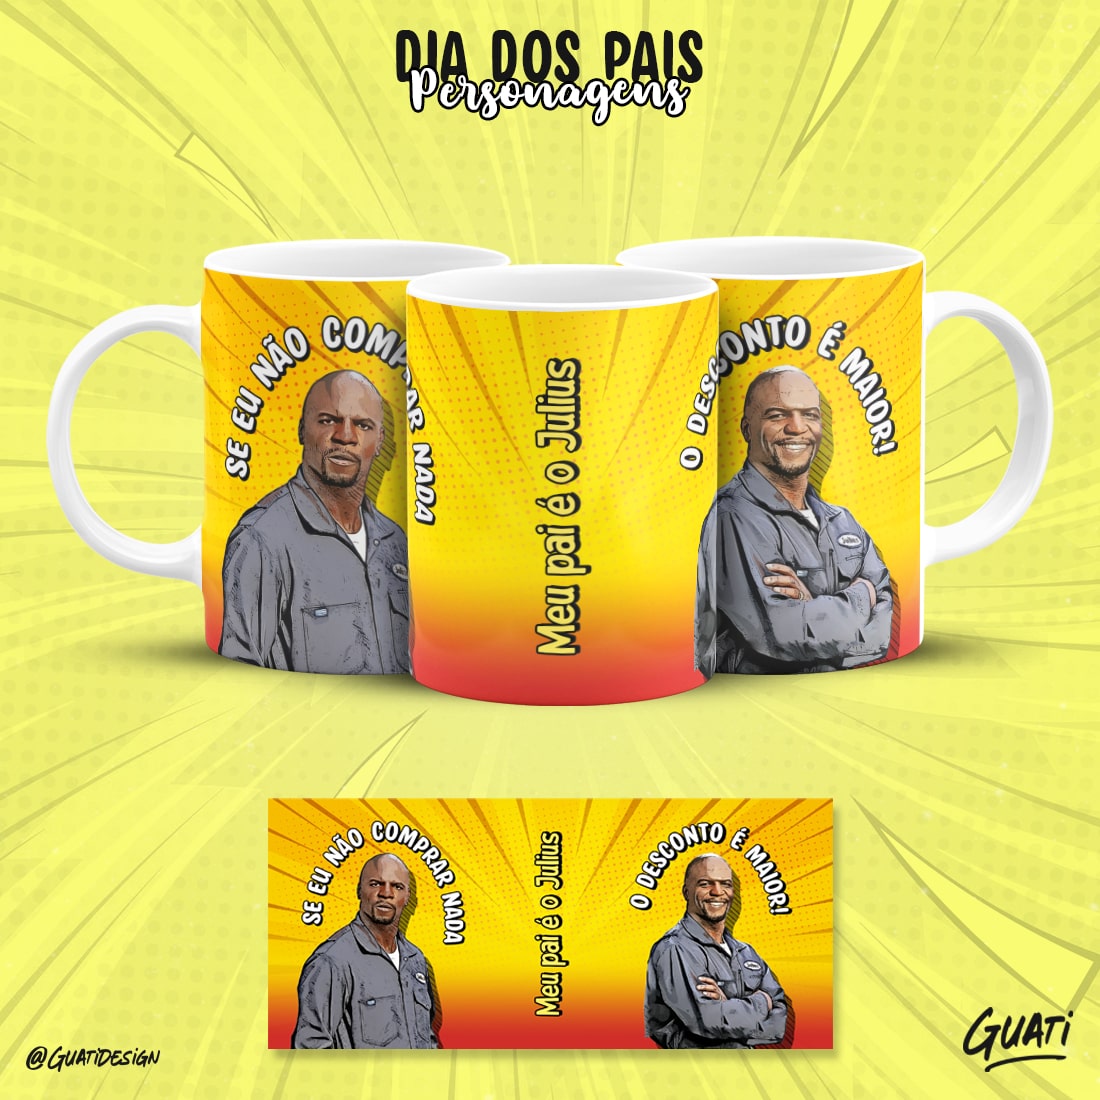 DIA DOS PAIS
Personagens
SE EU NÃO COMPRAR NADA
Meu pai é o Julius
O DESCONTO É MAIOR!
Julius
SE EU NÃO COMPRAR NADA
Meu pai é o Julius
O DESCONTO É MAIOR!
@GUATIDESIGN
GUATI